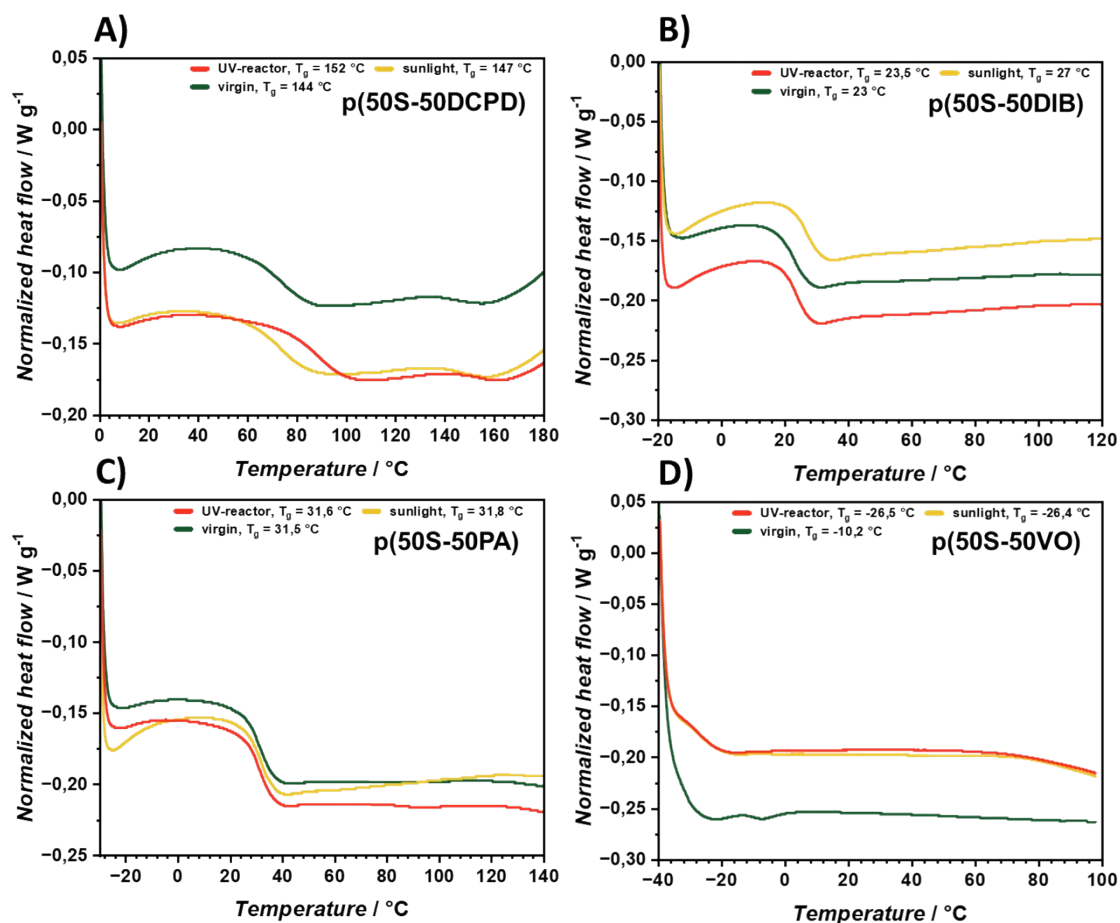 A)
UV-reactor, Tg = 152 °C sunlight, Tg = 147 °C
virgin, Tg = 144 °C
p(50S-50DCPD)
Normalized heat flow / W g⁻¹
0,05
0,00
−0,05
−0,10
−0,15
−0,20
0 20 40 60 80 100 120 140 160 180
Temperature / °C
B)
UV-reactor, Tg = 23,5 °C sunlight, Tg = 27 °C
virgin, Tg = 23 °C
p(50S-50DIB)
Normalized heat flow / W g⁻¹
0,00
−0,05
−0,10
−0,15
−0,20
−0,25
−0,30
−20 0 20 40 60 80 100 120
Temperature / °C
C)
UV-reactor, Tg = 31,6 °C sunlight, Tg = 31,8 °C
virgin, Tg = 31,5 °C
p(50S-50PA)
Normalized heat flow / W g⁻¹
0,00
−0,05
−0,10
−0,15
−0,20
−0,25
−20 0 20 40 60 80 100 120 140
Temperature / °C
D)
UV-reactor, Tg = -26,5 °C sunlight, Tg = -26,4 °C
virgin, Tg = -10,2 °C
p(50S-50VO)
Normalized heat flow / W g⁻¹
0,05
0,00
−0,05
−0,10
−0,15
−0,20
−0,25
−0,30
−40 −20 0 20 40 60 80 100
Temperature / °C